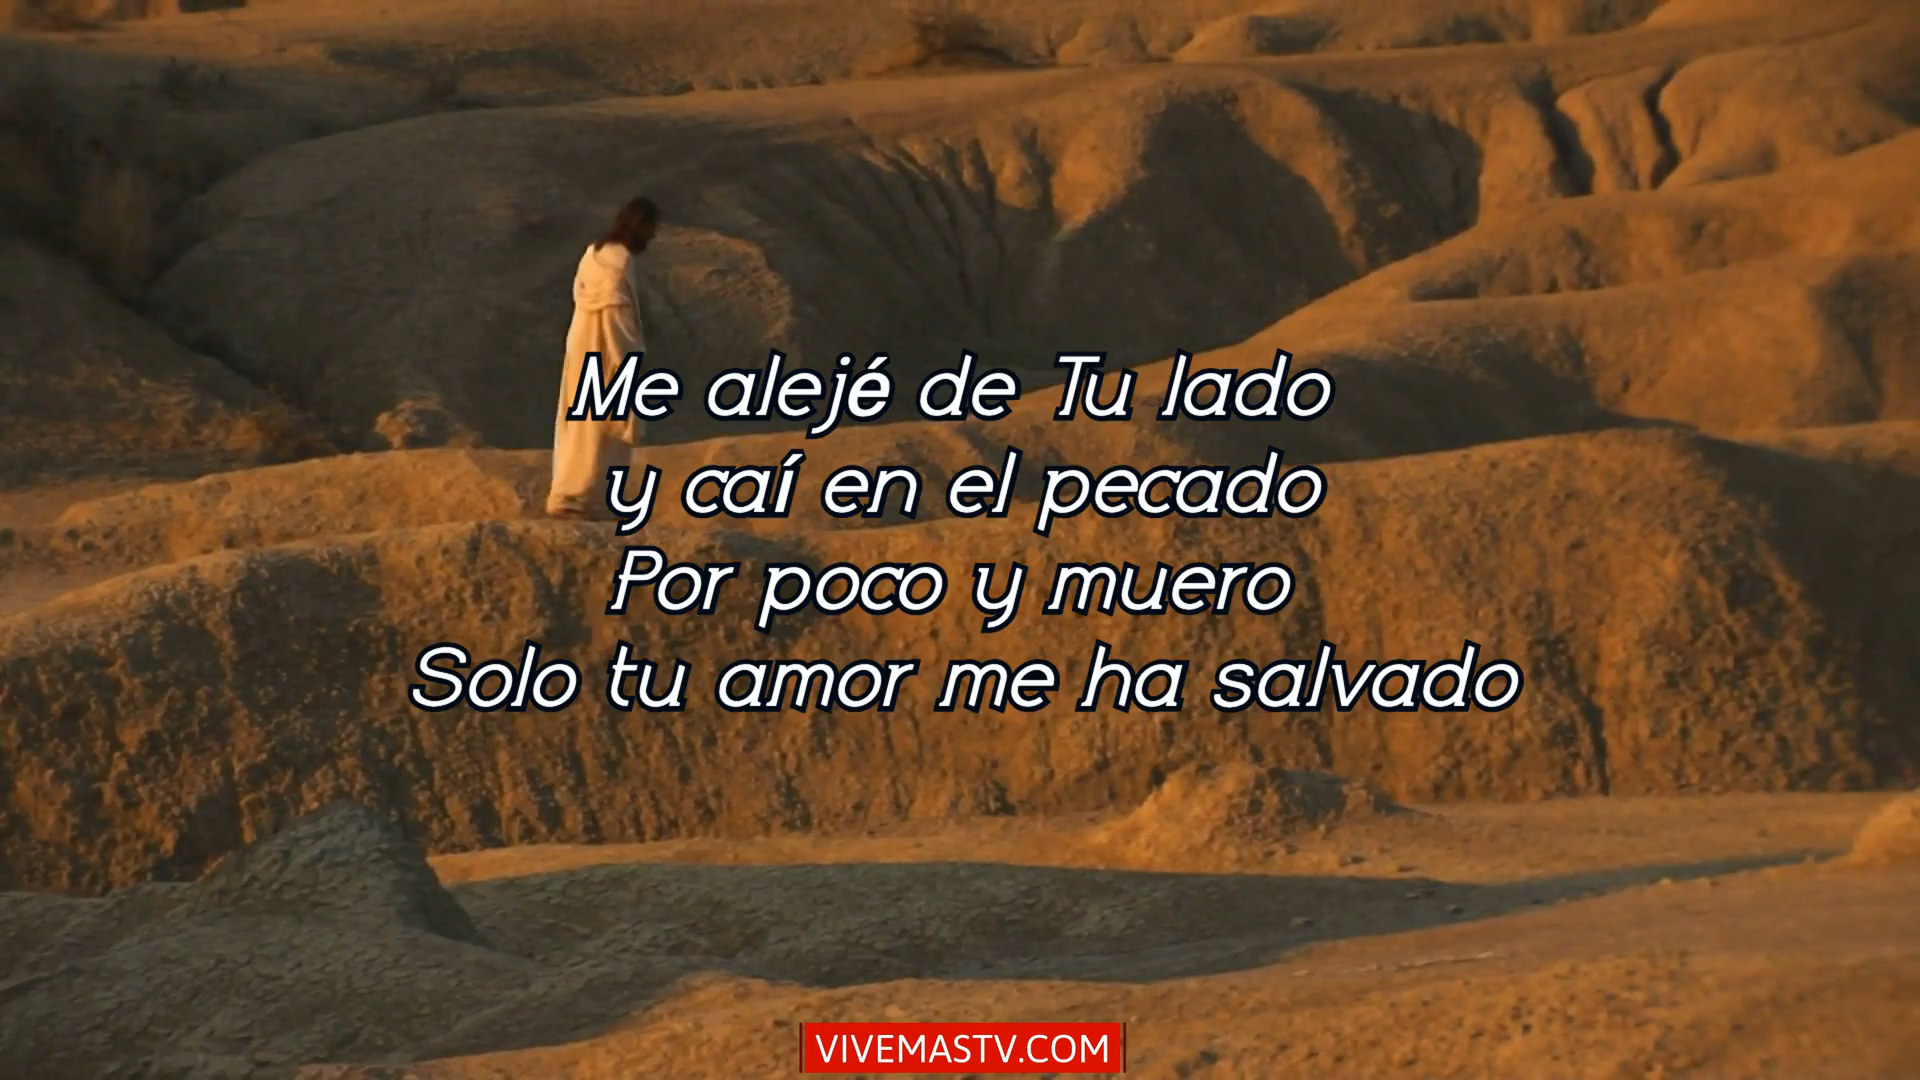 Me alejé de Tu lado
y caí en el pecado
Por poco y muero
Solo tu amor me ha salvado
VIVEMASTV.COM